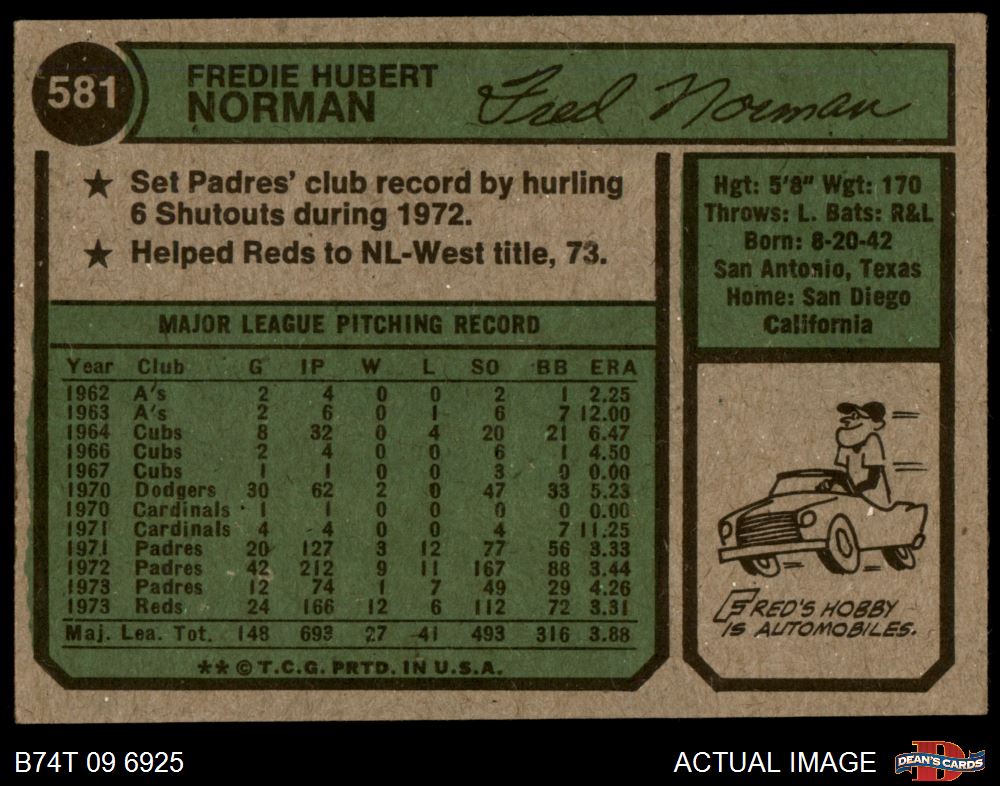 581
FREDIE HUBERT
NORMAN
Fred Norman
★ Set Padres' club record by hurling
6 Shutouts during 1972.
★ Helped Reds to NL-West title, 73.
Hgt: 5'8" Wgt: 170
Throws: L. Bats: R&L
Born: 8-20-42
San Antonio, Texas
Home: San Diego
California
MAJOR LEAGUE PITCHING RECORD
Year Club G IP W L SO BB ERA
1962 A's 2 4 0 0 2 1 2.25
1963 A's 2 6 0 1 6 7 12.00
1964 Cubs 8 32 0 4 20 21 6.47
1966 Cubs 2 4 0 0 6 1 4.50
1967 Cubs 1 1 0 0 3 0 0.00
1970 Dodgers 30 62 2 0 47 33 5.23
1970 Cardinals 1 1 0 0 0 0 0.00
1971 Cardinals 4 4 0 0 4 7 11.25
1971 Padres 20 127 3 12 77 56 3.33
1972 Padres 42 212 9 11 167 88 3.44
1973 Padres 12 74 1 7 49 29 4.26
1973 Reds 24 166 12 6 112 72 3.31
Maj. Lea. Tot. 148 693 27 41 493 316 3.88
** © T.C.G. PRTD. IN U.S.A.
FRED'S HOBBY
IS AUTOMOBILES.
B74T 09 6925
ACTUAL IMAGE
DEAN'S CARDS